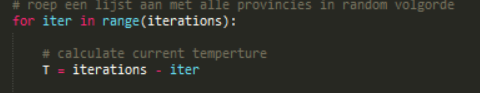 # roep een lijst aan met alle provincies in random volgorde
for iter in range(iterations):
# calculate current temperture
T = iterations - iter